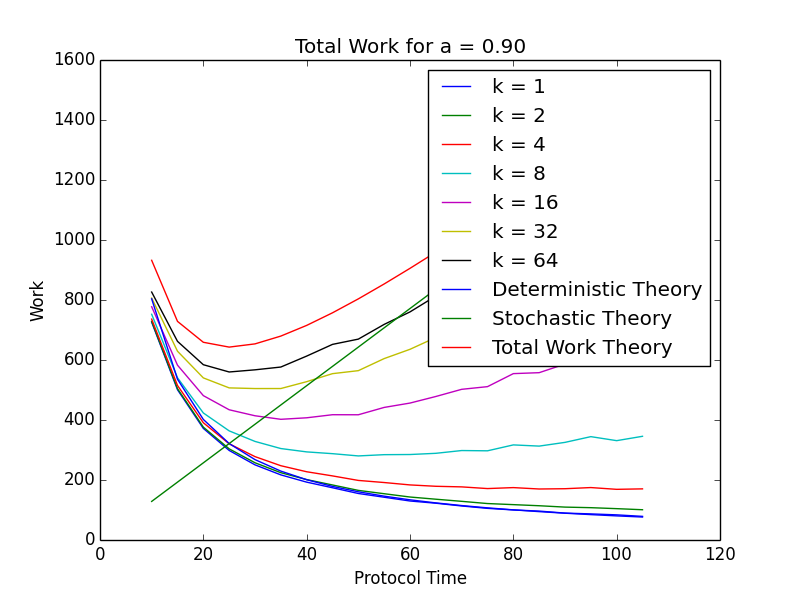 Total Work for a = 0.90
1600
1400
1200
1000
800
600
400
200
0
Work
k = 1
k = 2
k = 4
k = 8
k = 16
k = 32
k = 64
Deterministic Theory
Stochastic Theory
Total Work Theory
0 20 40 60 80 100 120
Protocol Time